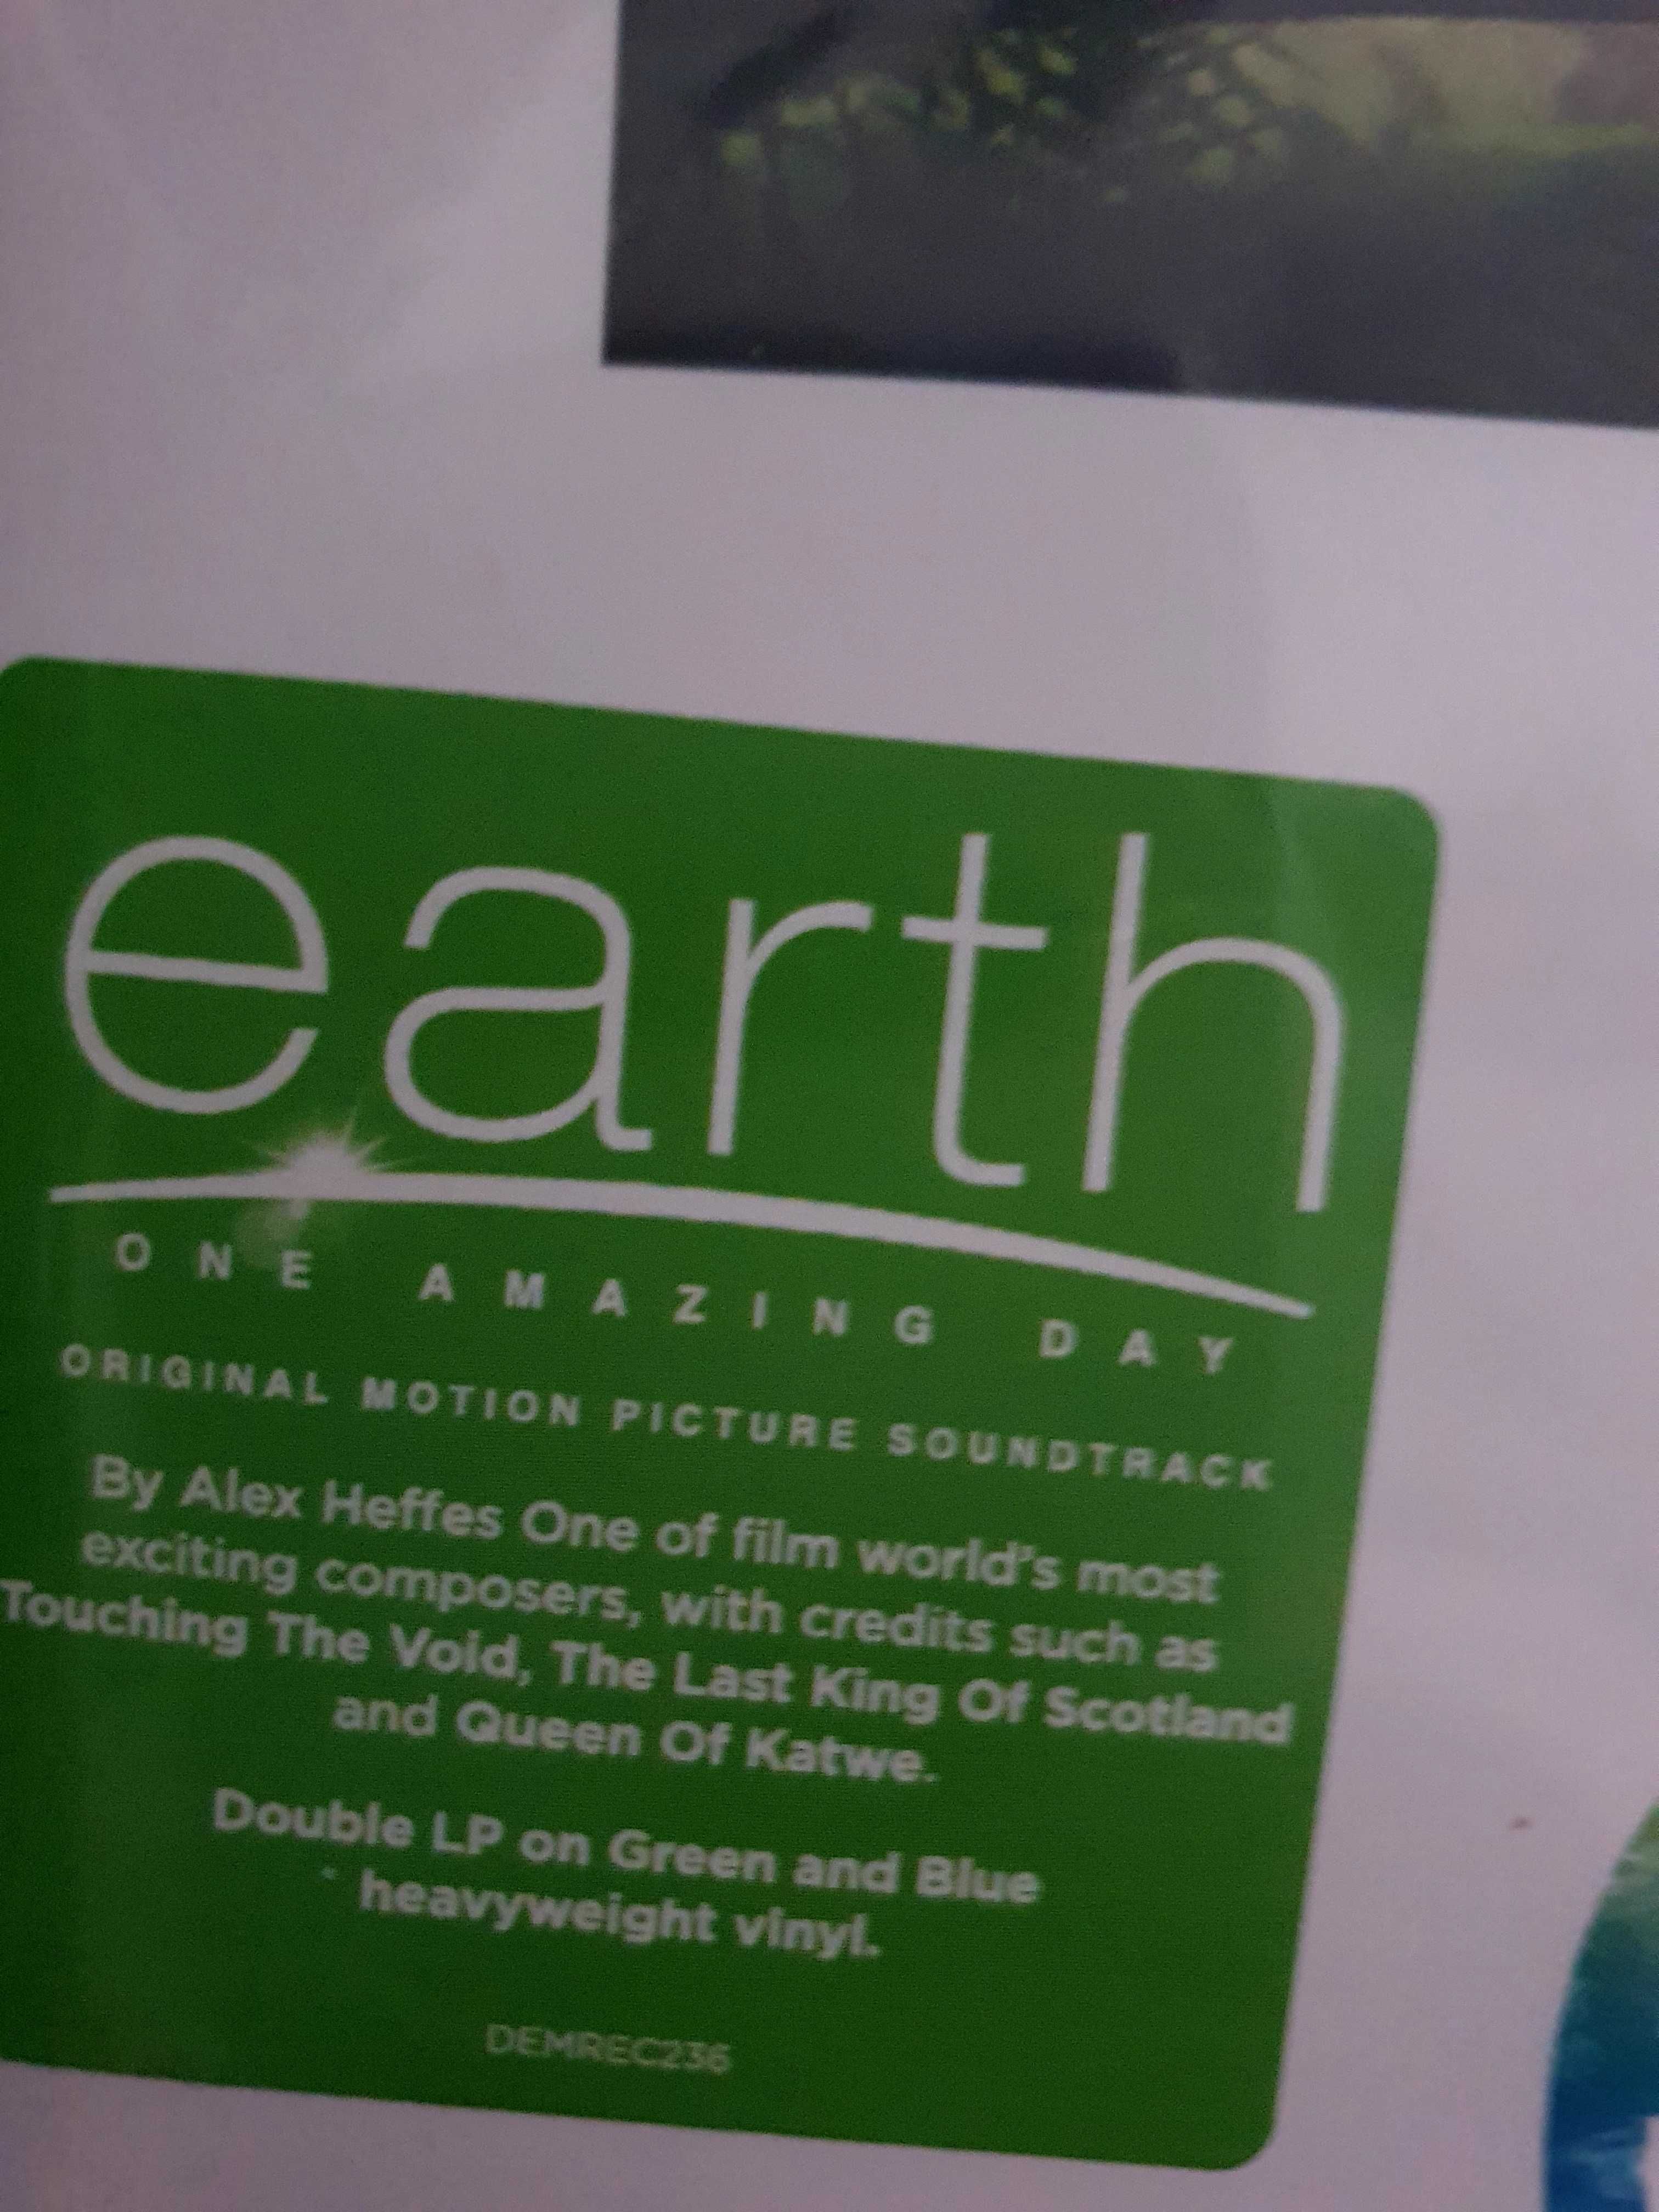 earth
ONE AMAZING DAY
ORIGINAL MOTION PICTURE SOUNDTRACK
By Alex Heffes One of film world's most
exciting composers, with credits such as
Touching The Void, The Last King Of Scotland
and Queen Of Katwe.
Double LP on Green and Blue
heavyweight vinyl.
DEMREC236